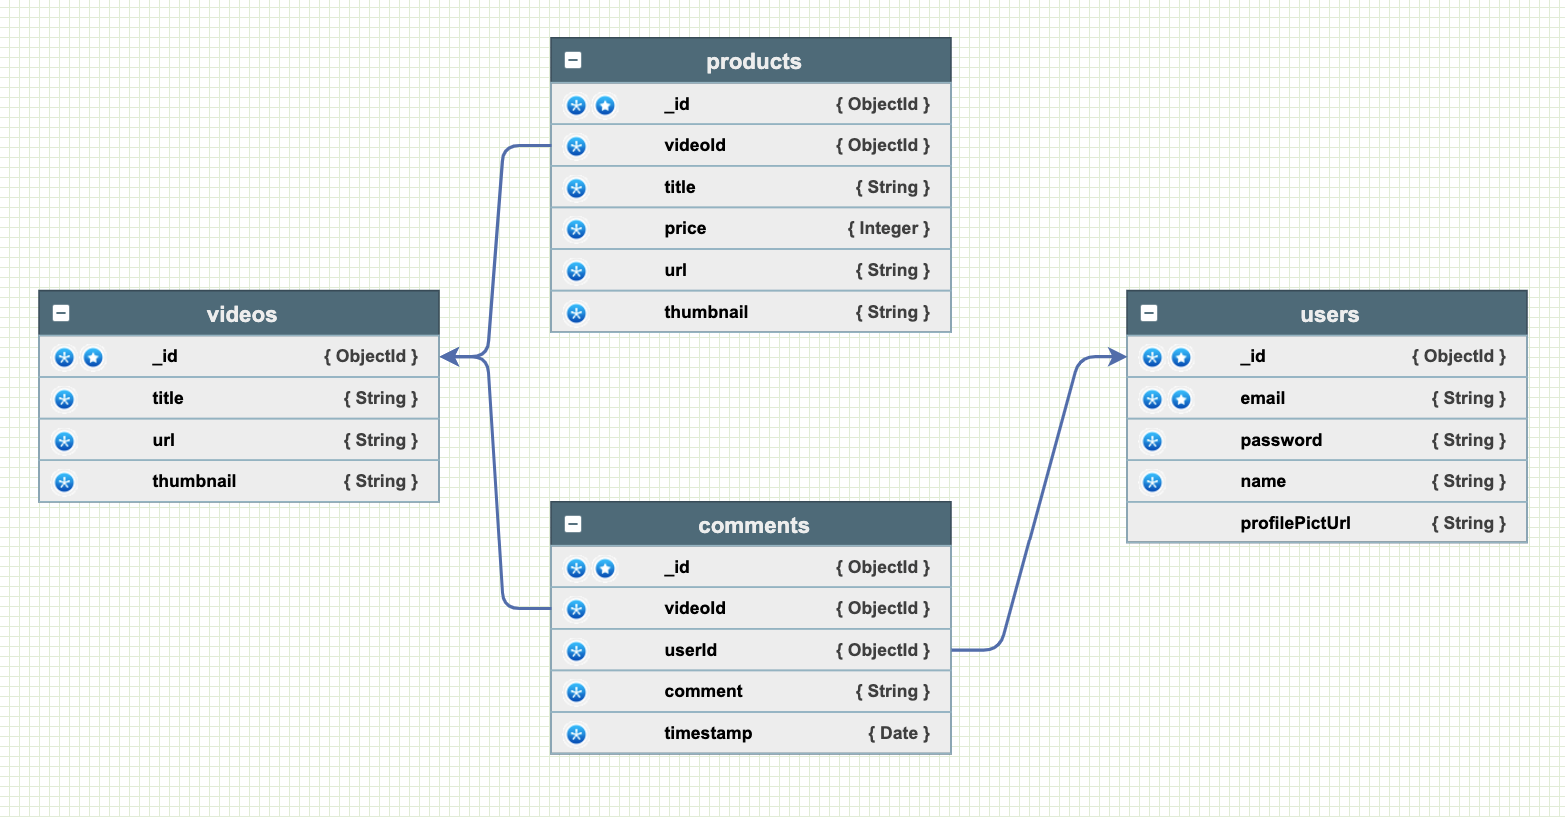 products
_id { ObjectId }
videoId { ObjectId }
title { String }
price { Integer }
url { String }
thumbnail { String }
videos
_id { ObjectId }
title { String }
url { String }
thumbnail { String }
comments
_id { ObjectId }
videoId { ObjectId }
userId { ObjectId }
comment { String }
timestamp { Date }
users
_id { ObjectId }
email { String }
password { String }
name { String }
profilePictUrl { String }